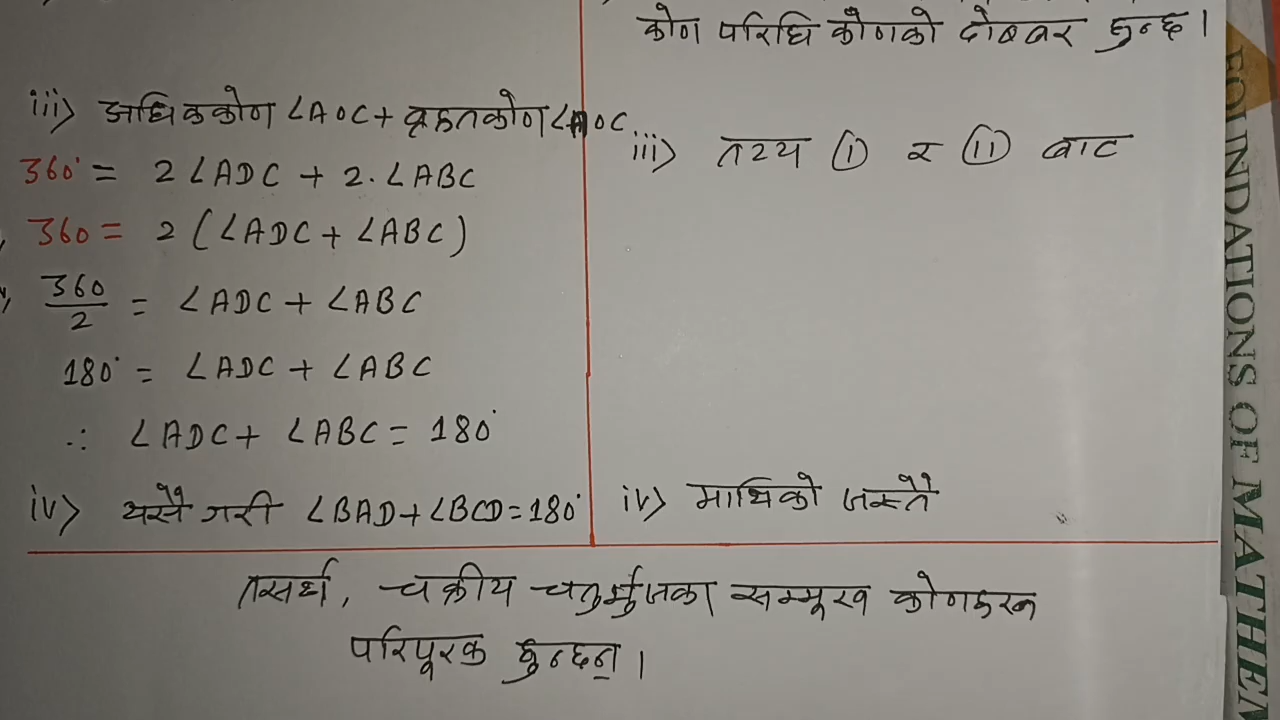 कोण परिधि कोणको दोब्बर हुन्छ।
iii) अधिककोण ∠AOC + वृहतकोण ∠AOC
360° = 2∠ADC + 2.∠ABC
360 = 2 (∠ADC + ∠ABC)
360/2 = ∠ADC + ∠ABC
180° = ∠ADC + ∠ABC
∴ ∠ADC + ∠ABC = 180°
iv) यसै गरी ∠BAD + ∠BCD = 180°
iii) तथ्य (i) र (ii) बाट
iv) माथिको जस्तै
तसर्थ, चक्रीय चतुर्भुजका सम्मूख कोणहरू
परिपूरक हुन्छन्।
FOUNDATIONS OF MATHEM